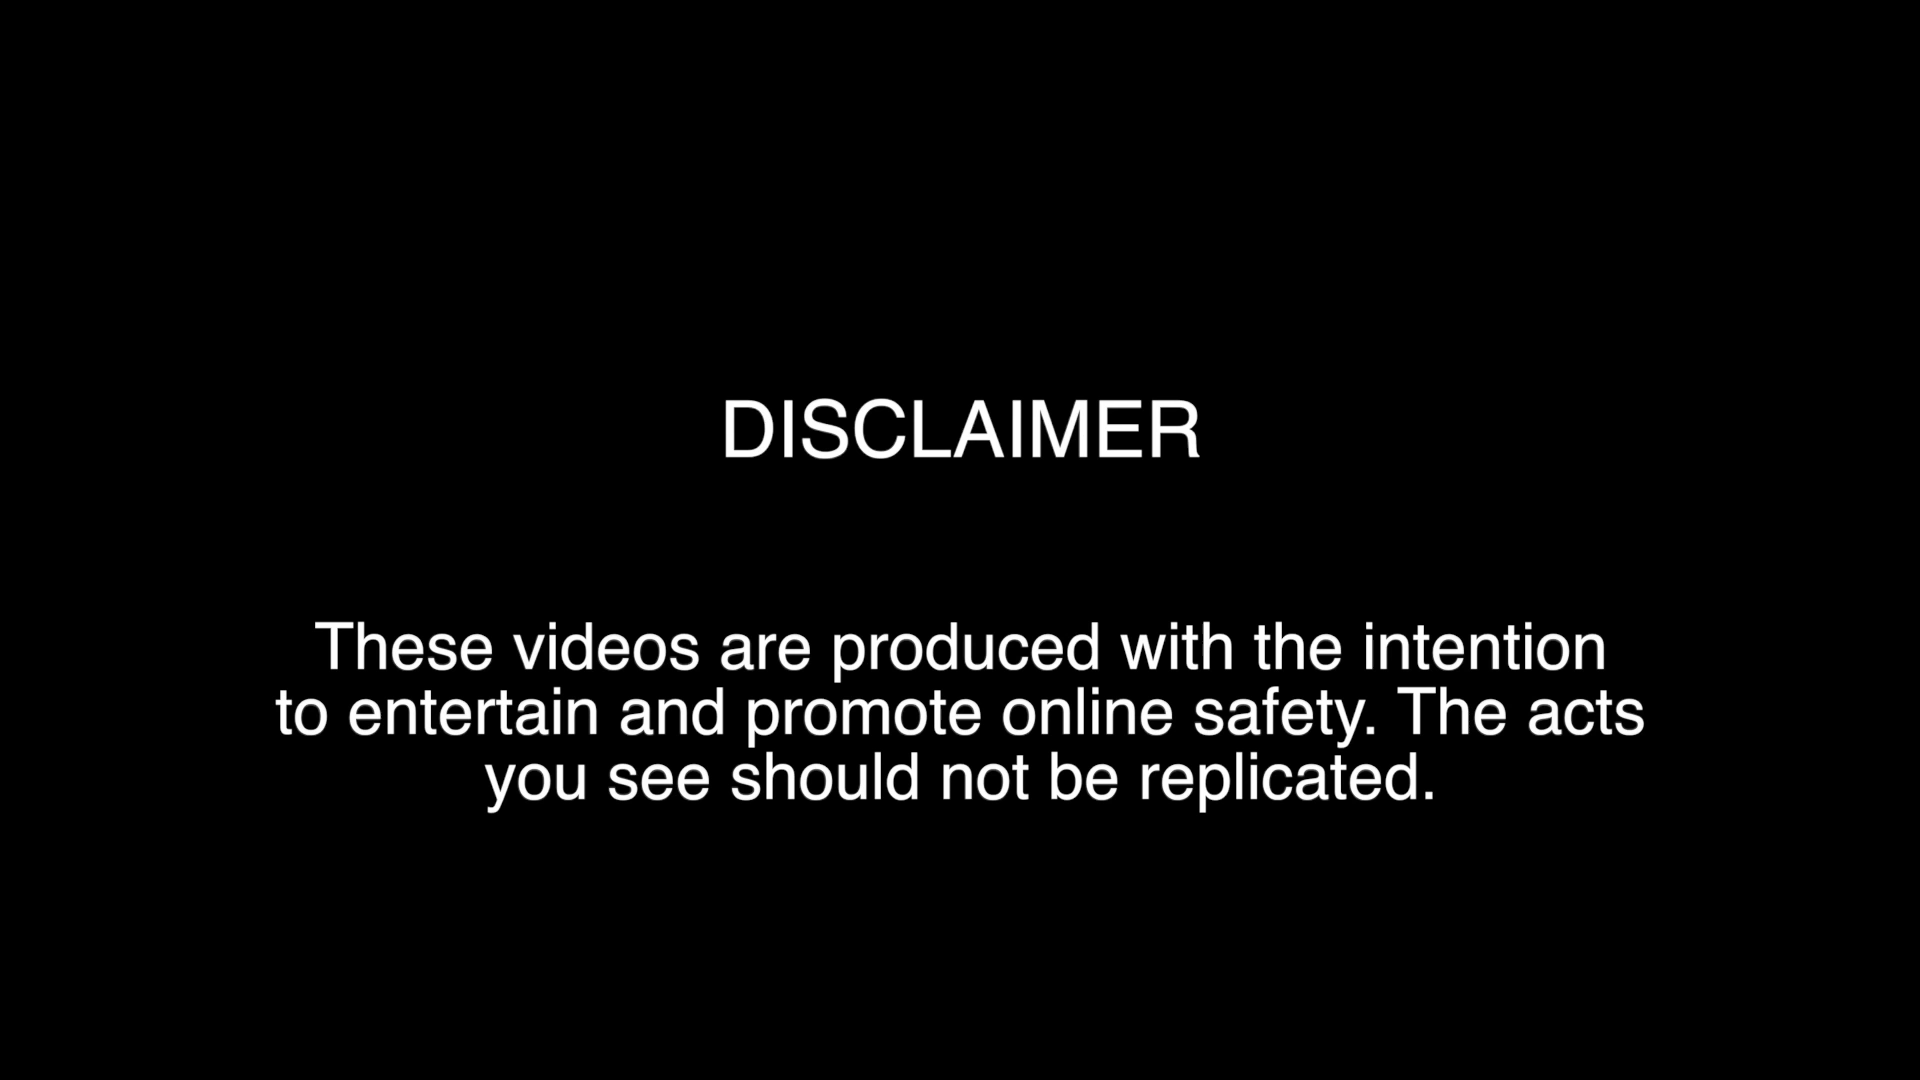 DISCLAIMER
These videos are produced with the intention
to entertain and promote online safety. The acts
you see should not be replicated.